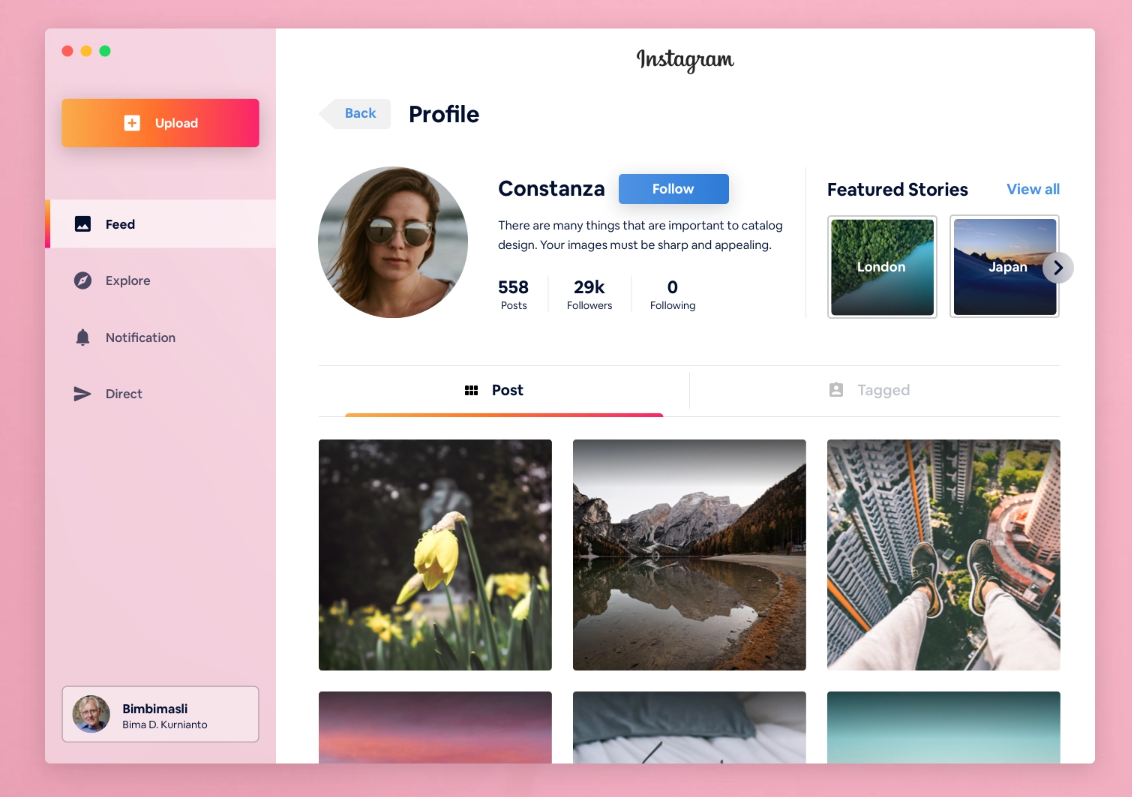 Instagram
Upload
Feed
Explore
Notification
Direct
Bimbimasli
Bima D. Kurnianto
Back
Profile
Constanza
Follow
There are many things that are important to catalog
design. Your images must be sharp and appealing.
558
Posts
29k
Followers
0
Following
Featured Stories
View all
London
Japan
Post
Tagged